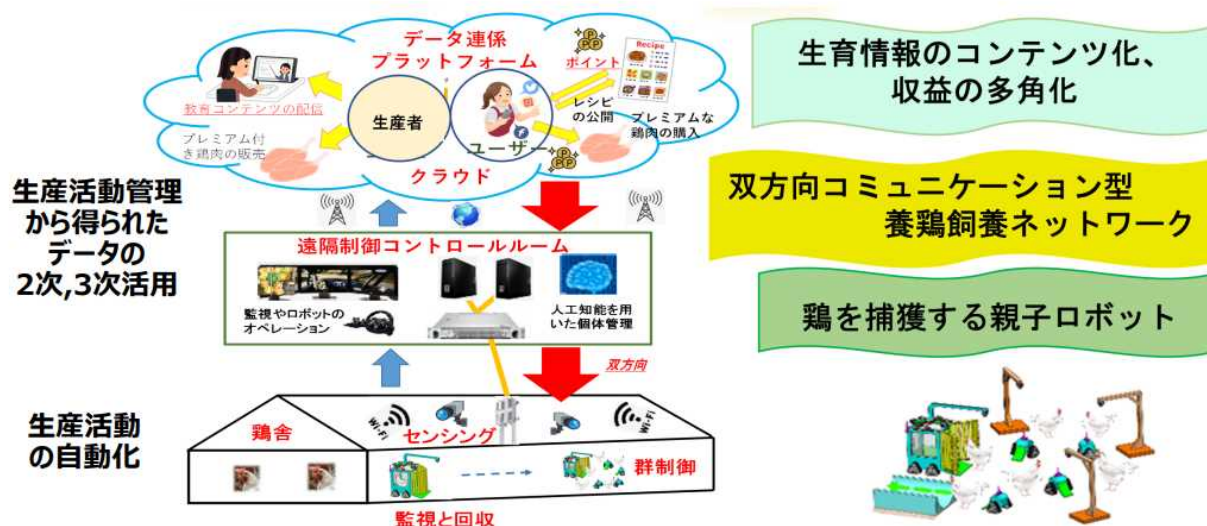 データ連係
プラットフォーム
ポイント
Recipe
教育コンテンツの配信
生産者
ユーザー
レシピ
の公開
プレミアムな
鶏肉の購入
プレミアム付
き鶏肉の販売
クラウド
生育情報のコンテンツ化、
収益の多角化
生産活動管理
から得られた
データの
2次,3次活用
双方向コミュニケーション型
養鶏飼養ネットワーク
遠隔制御コントロールルーム
監視やロボットの
オペレーション
人工知能を用
いた個体管理
鶏を捕獲する親子ロボット
双方向
生産活動
の自動化
鶏舎
Wi-Fi
センシング
Wi-Fi
群制御
監視と回収